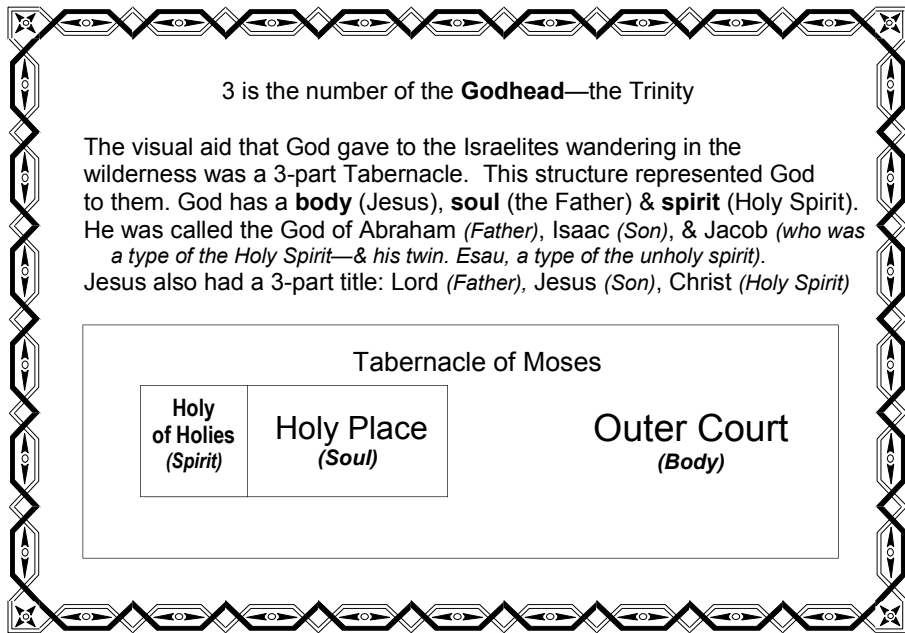 3 is the number of the Godhead—the Trinity
The visual aid that God gave to the Israelites wandering in the
wilderness was a 3-part Tabernacle.  This structure represented God
to them. God has a body (Jesus), soul (the Father) & spirit (Holy Spirit).
He was called the God of Abraham (Father), Isaac (Son), & Jacob (who was
a type of the Holy Spirit—& his twin. Esau, a type of the unholy spirit).
Jesus also had a 3-part title: Lord (Father), Jesus (Son), Christ (Holy Spirit)
Tabernacle of Moses
Holy
of Holies
(Spirit)
Holy Place
(Soul)
Outer Court
(Body)